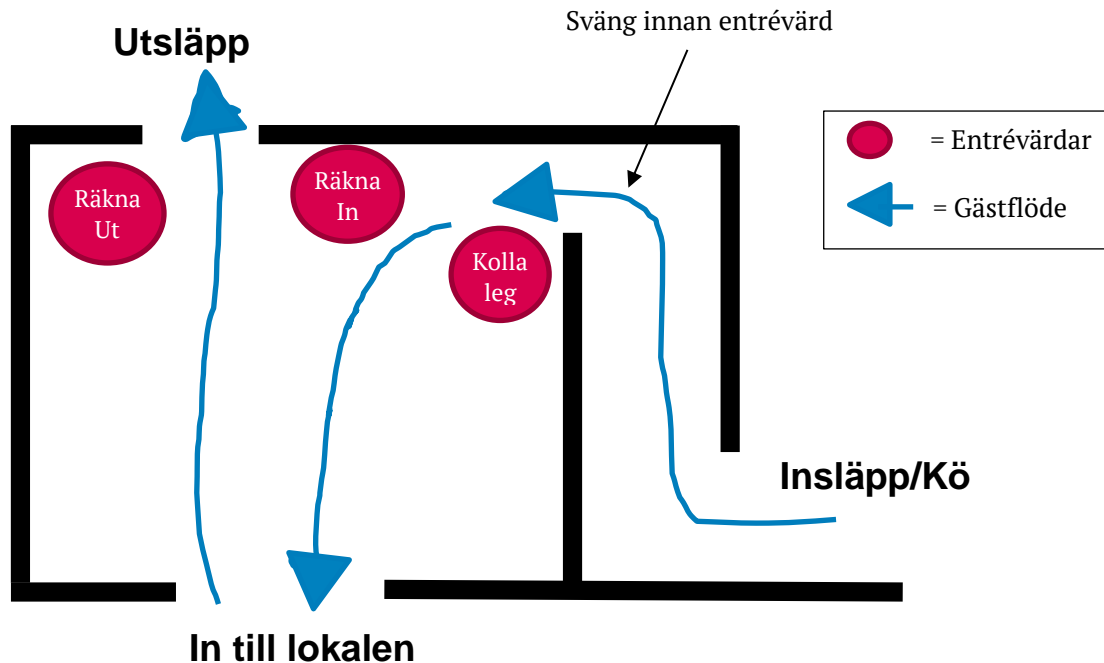 Sväng innan entrévärd
Utsläpp
= Entrévärdar
= Gästflöde
Räkna
Ut
Räkna
In
Kolla
leg
Insläpp/Kö
In till lokalen